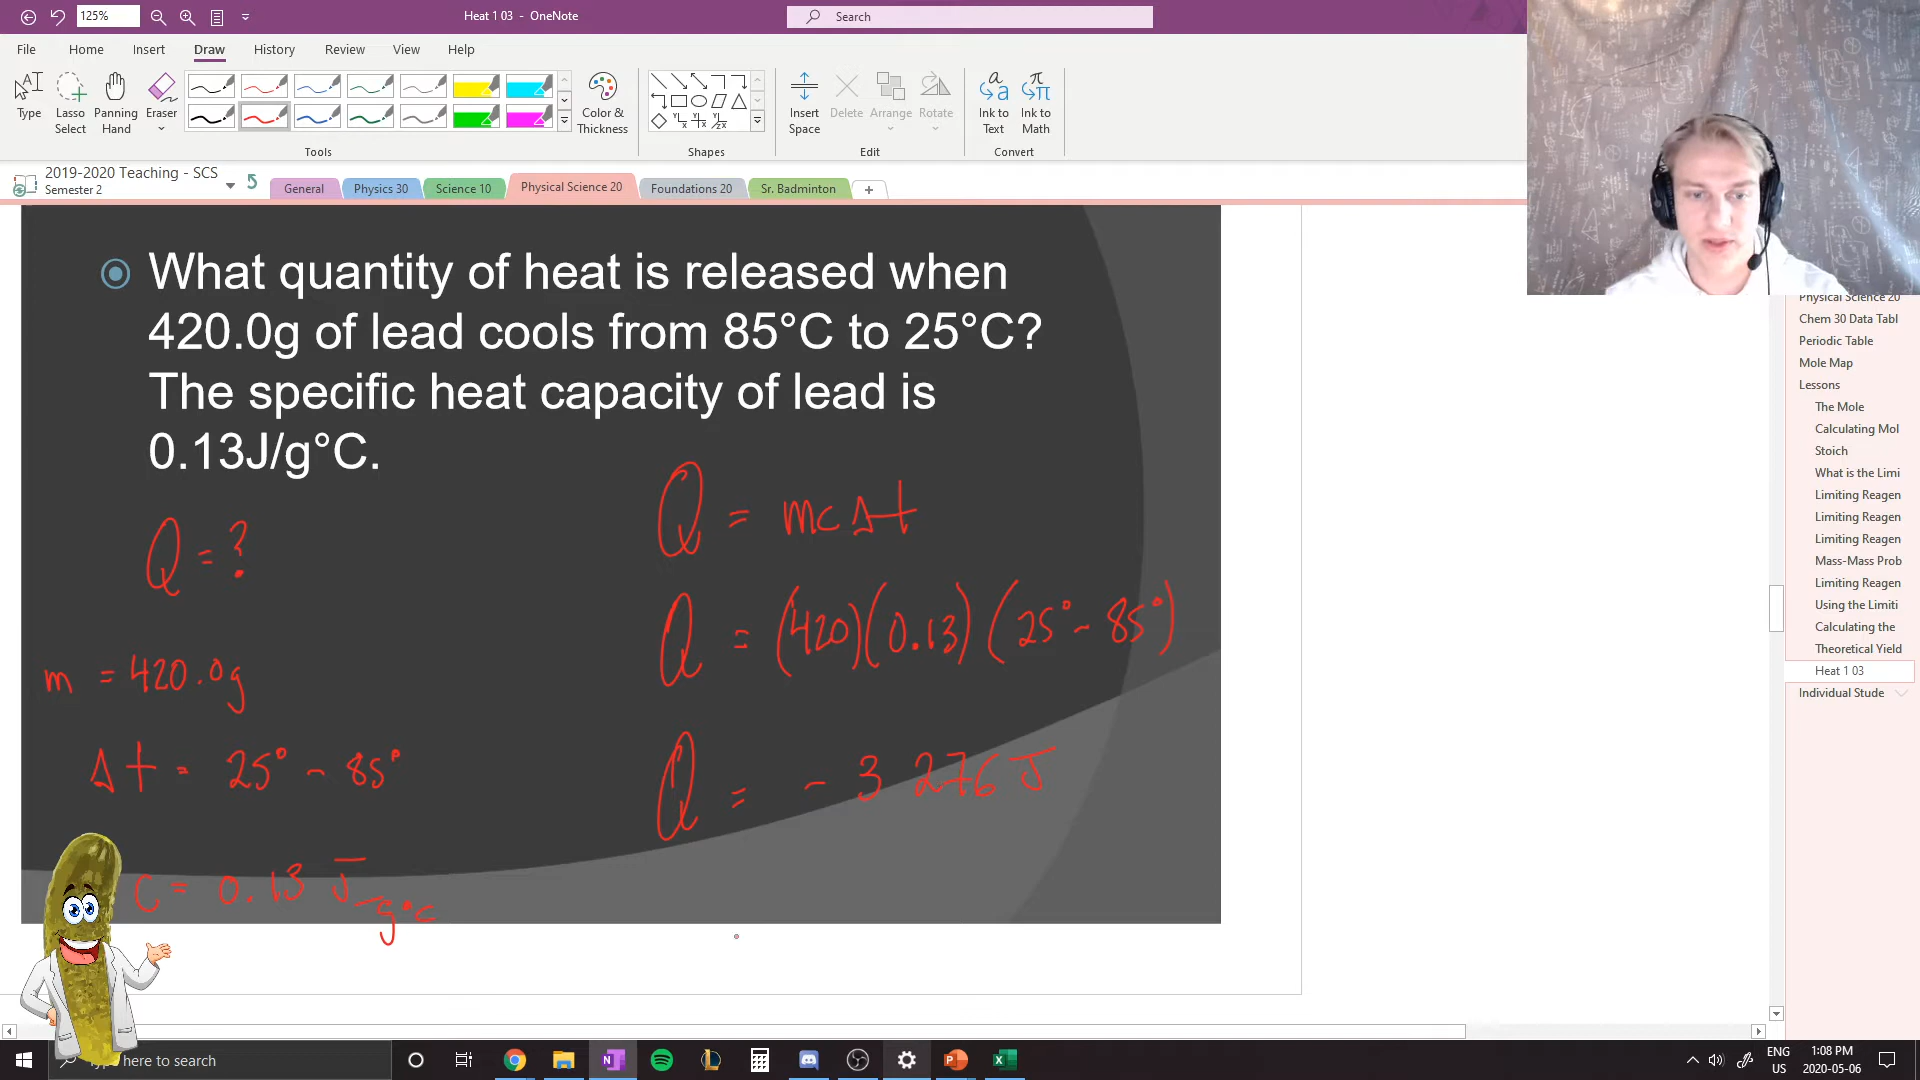 125%
Heat 1 03 - OneNote
Search
File Home Insert Draw History Review View Help
Type
Lasso Select
Panning Hand
Eraser
Color & Thickness
Insert Space
Delete
Arrange
Rotate
Ink to Text
Ink to Math
Tools
Shapes
Edit
Convert
2019-2020 Teaching - SCS
Semester 2
General Physics 30 Science 10 Physical Science 20 Foundations 20 Sr. Badminton +
What quantity of heat is released when
420.0g of lead cools from 85°C to 25°C?
The specific heat capacity of lead is
0.13J/g°C.
Q = ?
m = 420.0g
Δt = 25° - 85°
C = 0.13 J/g°C
Q = mcΔt
Q = (420)(0.13)(25° - 85°)
Q = - 3 276 J
Physical Science 20
Chem 30 Data Tabl
Periodic Table
Mole Map
Lessons
The Mole
Calculating Mol
Stoich
What is the Limi
Limiting Reagen
Limiting Reagen
Limiting Reagen
Mass-Mass Prob
Limiting Reagen
Using the Limiti
Calculating the
Theoretical Yield
Heat 1 03
Individual Stude
here to search
ENG
US
1:08 PM
2020-05-06